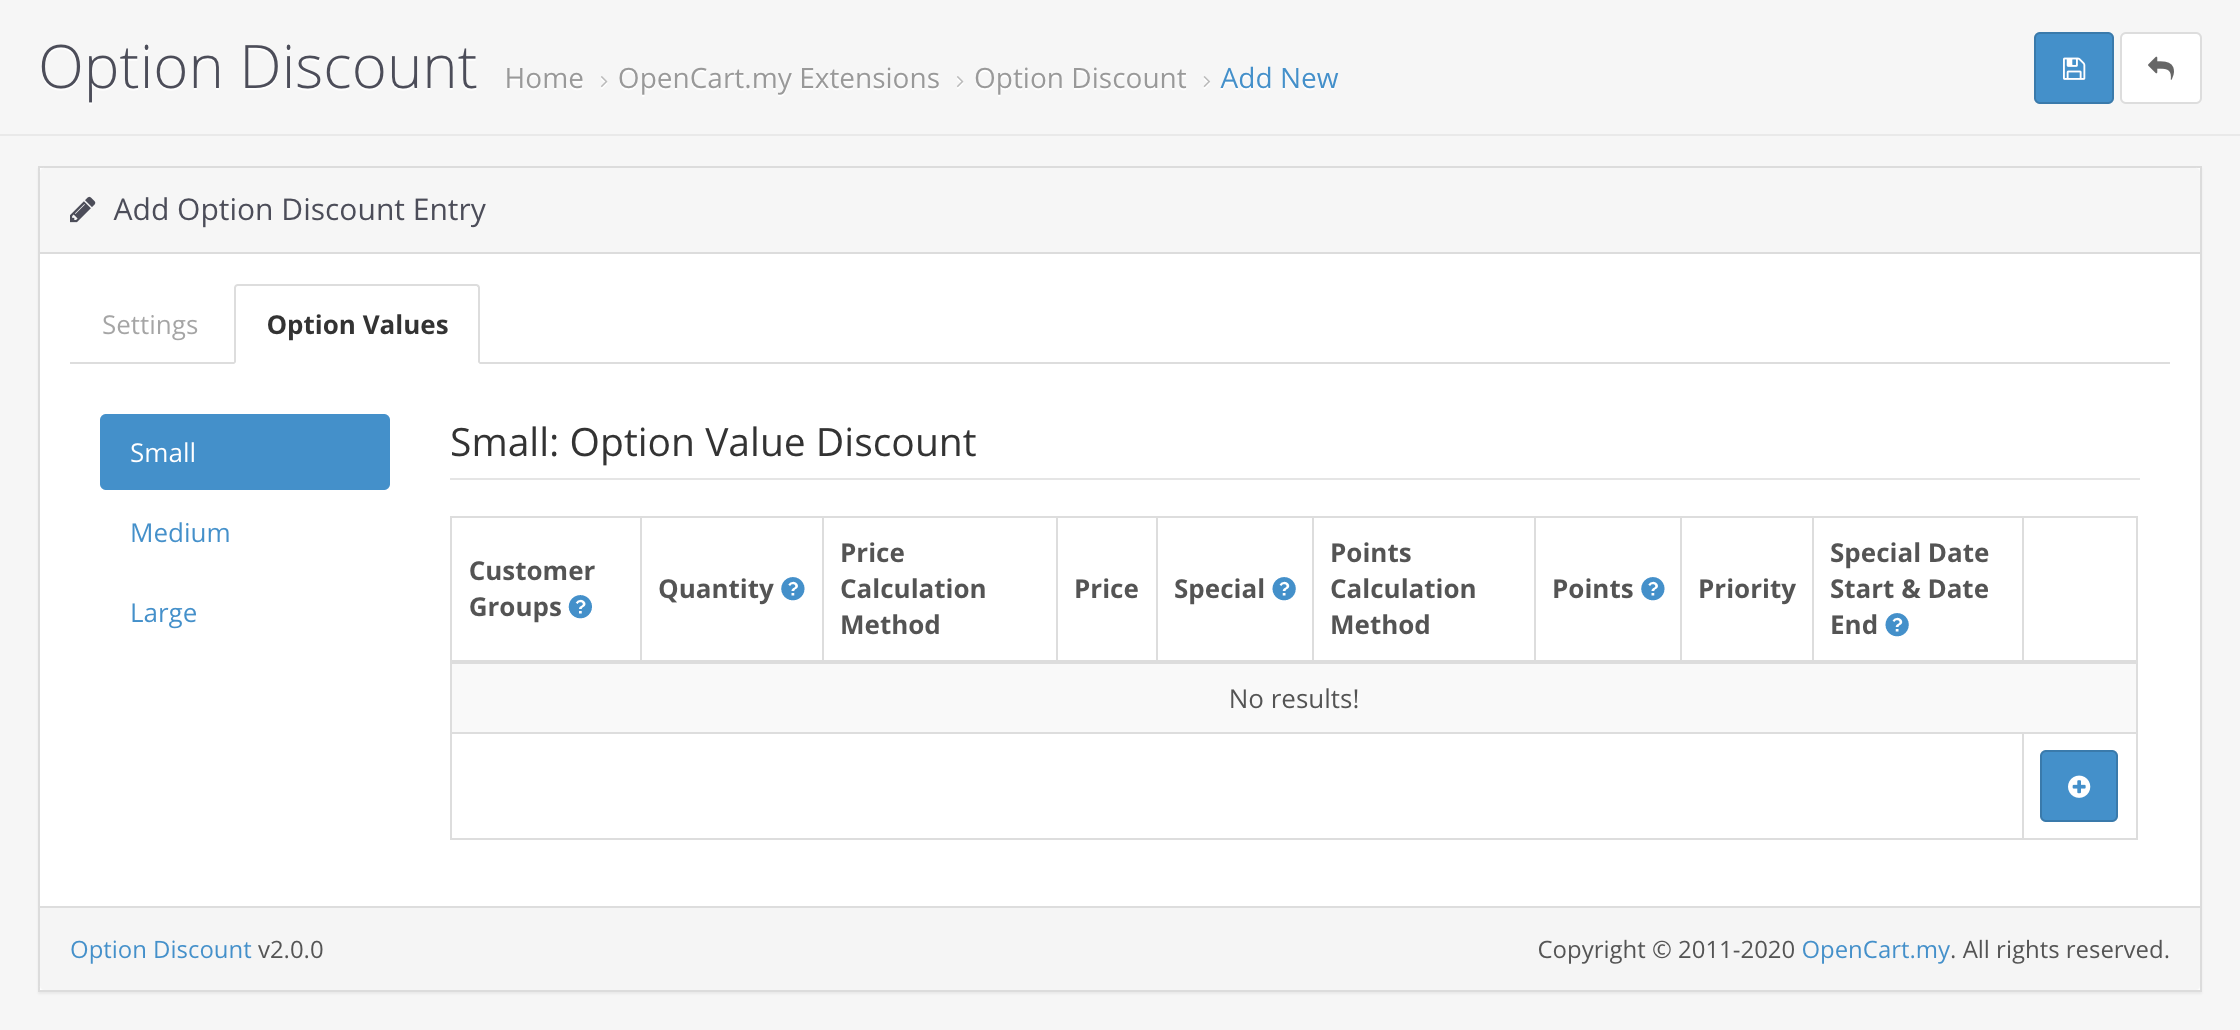 Option Discount
Home › OpenCart.my Extensions › Option Discount › Add New
Add Option Discount Entry
Settings
Option Values
Small
Medium
Large
Small: Option Value Discount
Customer
Groups ?
Quantity ?
Price
Calculation
Method
Price
Special ?
Points
Calculation
Method
Points ?
Priority
Special Date
Start & Date
End ?
No results!
Option Discount v2.0.0
Copyright © 2011-2020 OpenCart.my. All rights reserved.